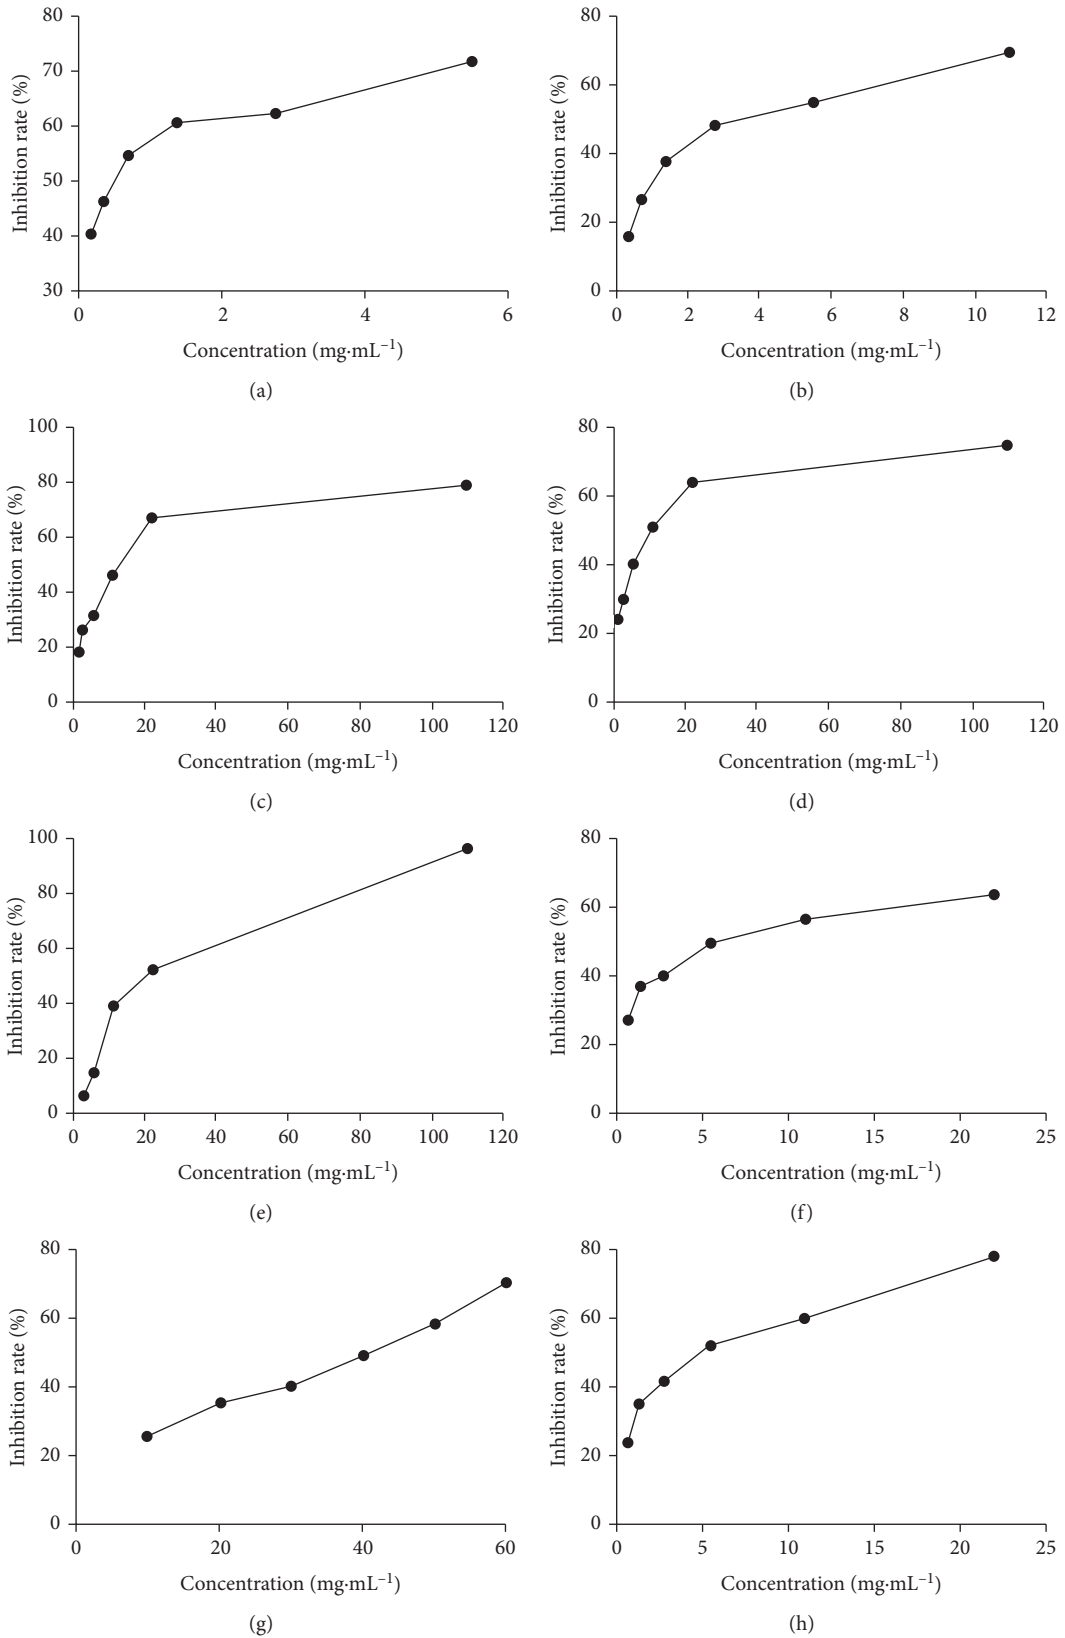 80
70
60
50
40
30
Inhibition rate (%)
0 2 4 6
Concentration (mg·mL⁻¹)
(a)
80
60
40
20
0
Inhibition rate (%)
0 2 4 6 8 10 12
Concentration (mg·mL⁻¹)
(b)
100
80
60
40
20
0
Inhibition rate (%)
0 20 40 60 80 100 120
Concentration (mg·mL⁻¹)
(c)
80
60
40
20
0
Inhibition rate (%)
0 20 40 60 80 100 120
Concentration (mg·mL⁻¹)
(d)
100
80
60
40
20
0
Inhibition rate (%)
0 20 40 60 80 100 120
Concentration (mg·mL⁻¹)
(e)
80
60
40
20
0
Inhibition rate (%)
0 5 10 15 20 25
Concentration (mg·mL⁻¹)
(f)
80
60
40
20
0
Inhibition rate (%)
0 20 40 60
Concentration (mg·mL⁻¹)
(g)
80
60
40
20
0
Inhibition rate (%)
0 5 10 15 20 25
Concentration (mg·mL⁻¹)
(h)